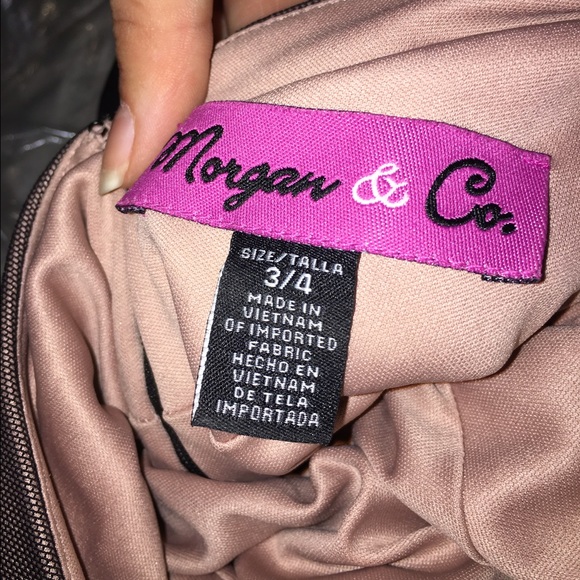 Morgan & Co.
SIZE/TALLA
3/4
MADE IN
VIETNAM
OF IMPORTED
FABRIC
HECHO EN
VIETNAM
DE TELA
IMPORTADA